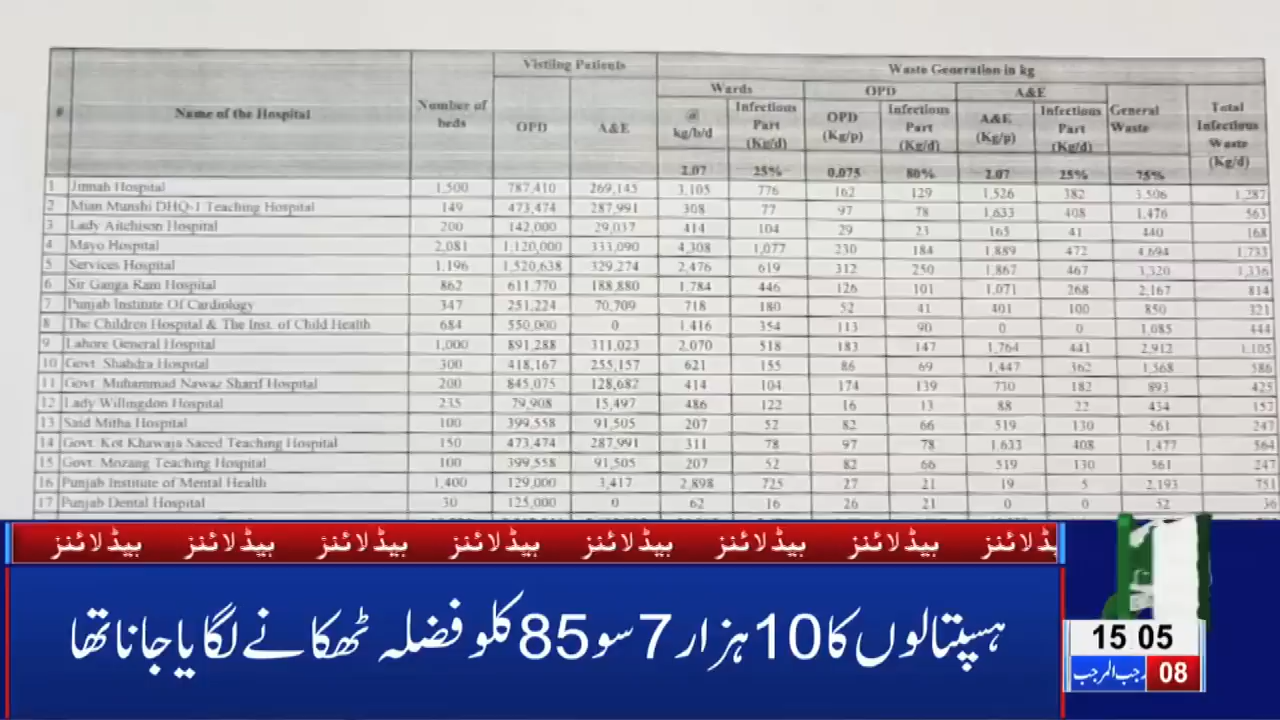 Visiting Patients Waste Generation in kg
Wards OPD A&E
# Name of the Hospital Number of beds OPD A&E @ kg/b/d Infectious Part (Kg/d) OPD (Kg/p) Infectious Part (Kg/d) A&E (Kg/p) Infectious Part (Kg/d) General Waste Total Infectious Waste (Kg/d)
2.07 25% 0.075 80% 2.07 25% 75%
1 Jinnah Hospital 1,500 787,410 269,145 3,105 776 162 129 1,526 382 3,506 1,287
2 Mian Munshi DHQ-1 Teaching Hospital 149 473,474 287,991 308 77 97 78 1,633 408 1,476 563
3 Lady Aitchison Hospital 200 142,000 29,037 414 104 29 23 165 41 440 168
4 Mayo Hospital 2,081 1,120,000 333,090 4,308 1,077 230 184 1,889 472 4,694 1,733
5 Services Hospital 1,196 1,520,638 329,274 2,476 619 312 250 1,867 467 3,320 1,336
6 Sir Ganga Ram Hospital 862 611,770 188,880 1,784 446 126 101 1,071 268 2,167 814
7 Punjab Institute Of Cardiology 347 251,224 70,709 718 180 52 41 401 100 850 321
8 The Children Hospital & The Inst. of Child Health 684 550,000 0 1,416 354 113 90 0 0 1,085 444
9 Lahore General Hospital 1,000 891,288 311,023 2,070 518 183 147 1,764 441 2,912 1,105
10 Govt. Shahdra Hospital 300 418,167 255,157 621 155 86 69 1,447 362 1,568 586
11 Govt. Muhammad Nawaz Sharif Hospital 200 845,075 128,682 414 104 174 139 730 182 893 425
12 Lady Willingdon Hospital 235 79,908 15,497 486 122 16 13 88 22 434 157
13 Said Mitha Hospital 100 399,558 91,505 207 52 82 66 519 130 561 247
14 Govt. Kot Khawaja Saeed Teaching Hospital 150 473,474 287,991 311 78 97 78 1,633 408 1,477 564
15 Govt. Mozang Teaching Hospital 100 399,558 91,505 207 52 82 66 519 130 561 247
16 Punjab Institute of Mental Health 1,400 129,000 3,417 2,898 725 27 21 19 5 2,193 751
17 Punjab Dental Hospital 30 125,000 0 62 16 26 21 0 0 52 36
ہیڈلائنز ہیڈلائنز ہیڈلائنز ہیڈلائنز ہیڈلائنز ہیڈلائنز ہیڈلائنز ہیڈلائنز
ہسپتالوں کا 10 ہزار 7 سو 85 کلو فضلہ ٹھکانے لگایا جانا تھا
15 05
08 رجب المرجب